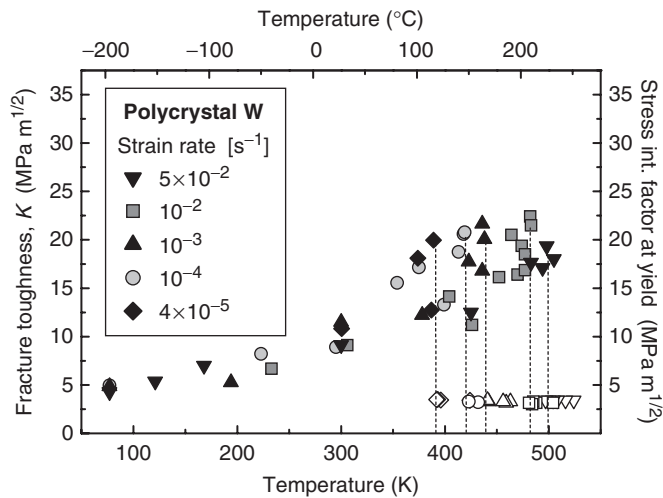 Temperature (°C)
−200 −100 0 100 200
Fracture toughness, K (MPa m^1/2)
35
30
25
20
15
10
5
0
Polycrystal W
Strain rate [s^−1]
5×10^−2
10^−2
10^−3
10^−4
4×10^−5
35
30
25
20
15
10
5
0
Stress int. factor at yield (MPa m^1/2)
100 200 300 400 500
Temperature (K)